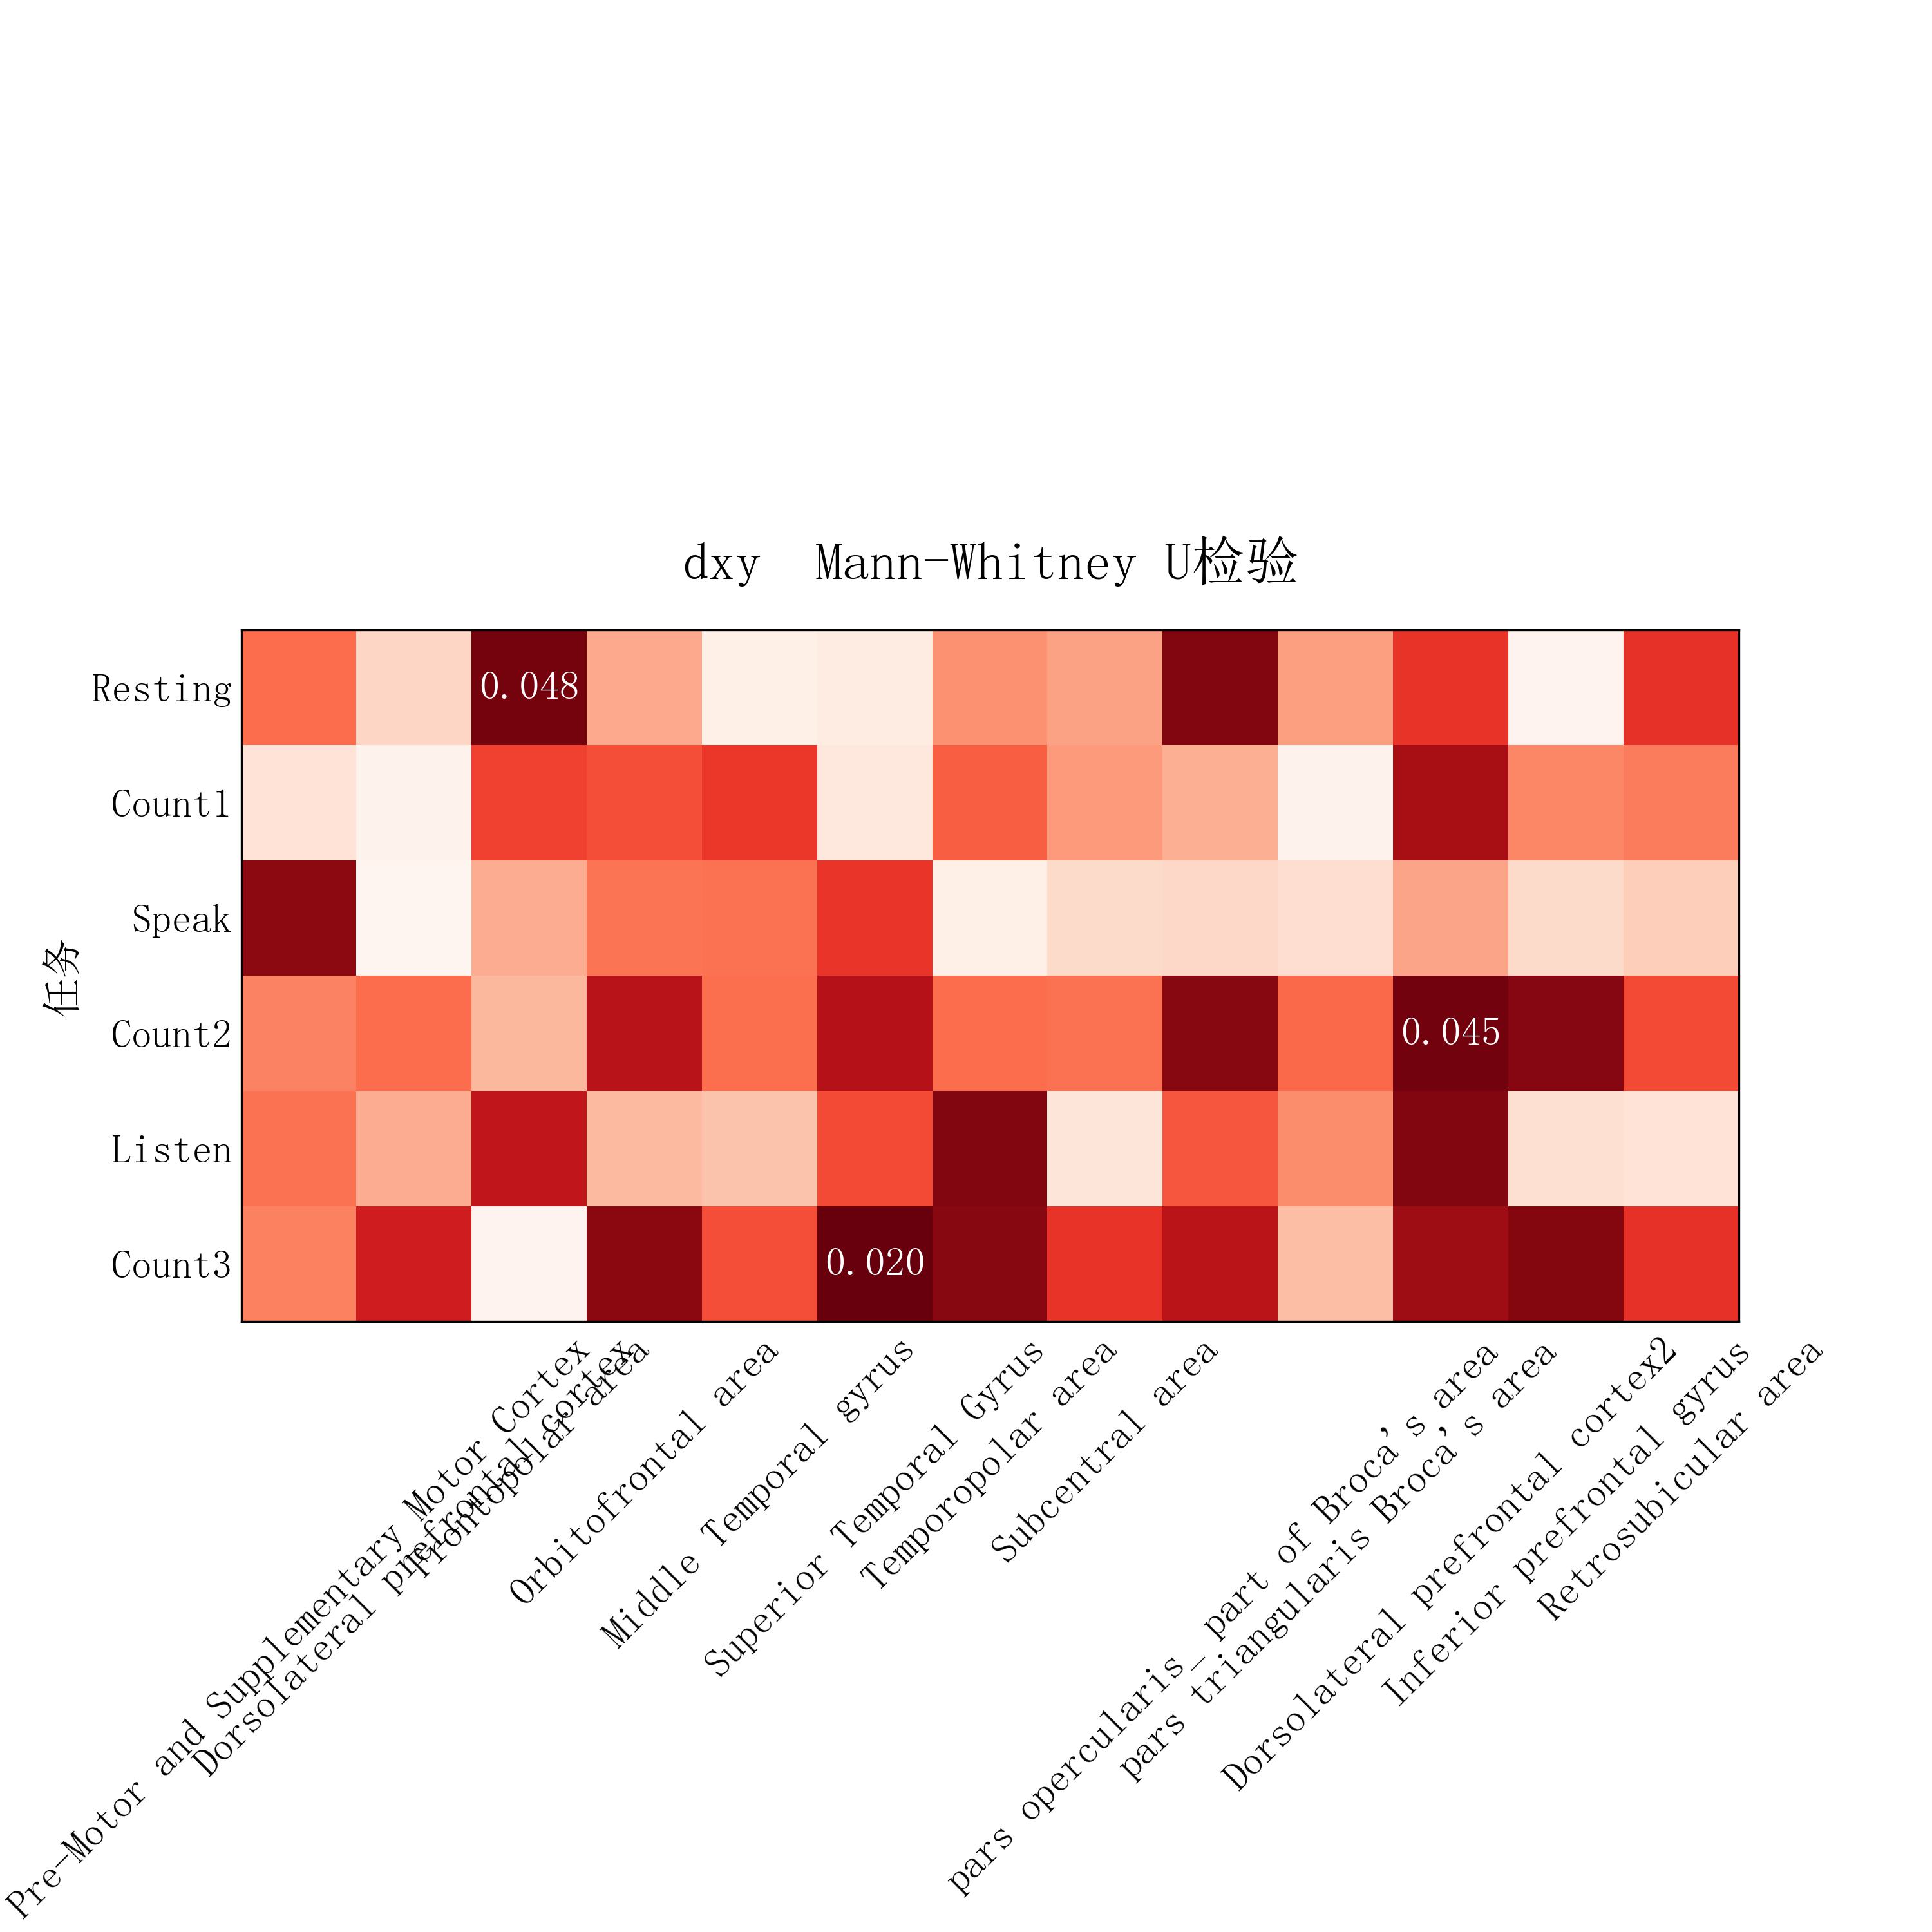 dxy  Mann-Whitney U检验
任务
Resting
0.048
Count1
Speak
Count2
0.045
Listen
Count3
0.020
Pre-Motor and Supplementary Motor Cortex
Dorsolateral prefrontal cortex
Frontopolar area
Orbitofrontal area
Middle Temporal gyrus
Superior Temporal Gyrus
Temporopolar area
Subcentral area
pars opercularis_ part of Broca's area
pars triangularis Broca's area
Dorsolateral prefrontal cortex2
Inferior prefrontal gyrus
Retrosubicular area